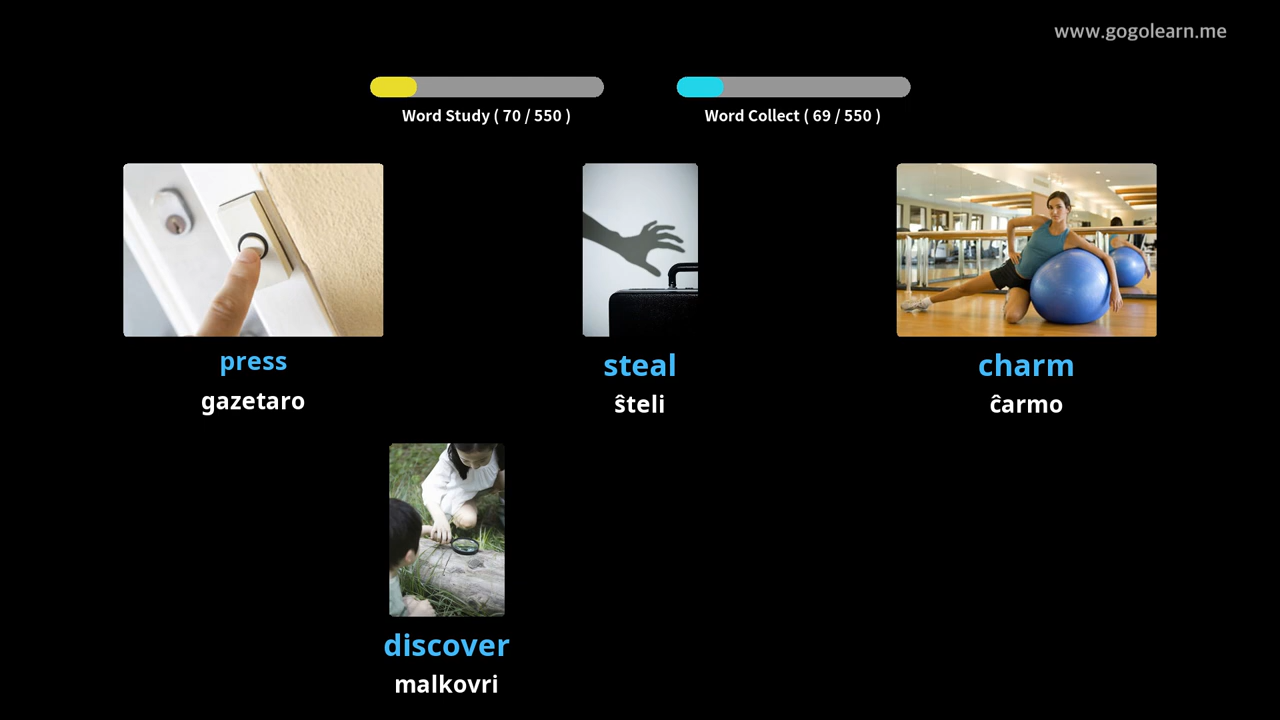 www.gogolearn.me
Word Study ( 70 / 550 )
Word Collect ( 69 / 550 )
press
gazetaro
steal
ŝteli
charm
ĉarmo
discover
malkovri